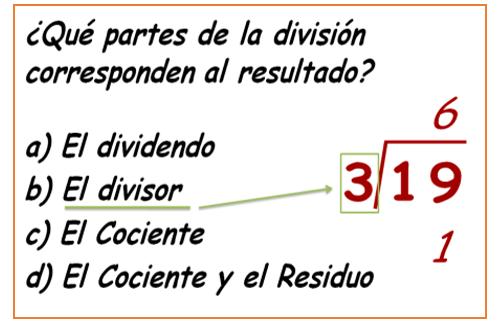 ¿Qué partes de la división
corresponden al resultado?
a) El dividendo
b) El divisor
c) El Cociente
d) El Cociente y el Residuo
6
3 19
1